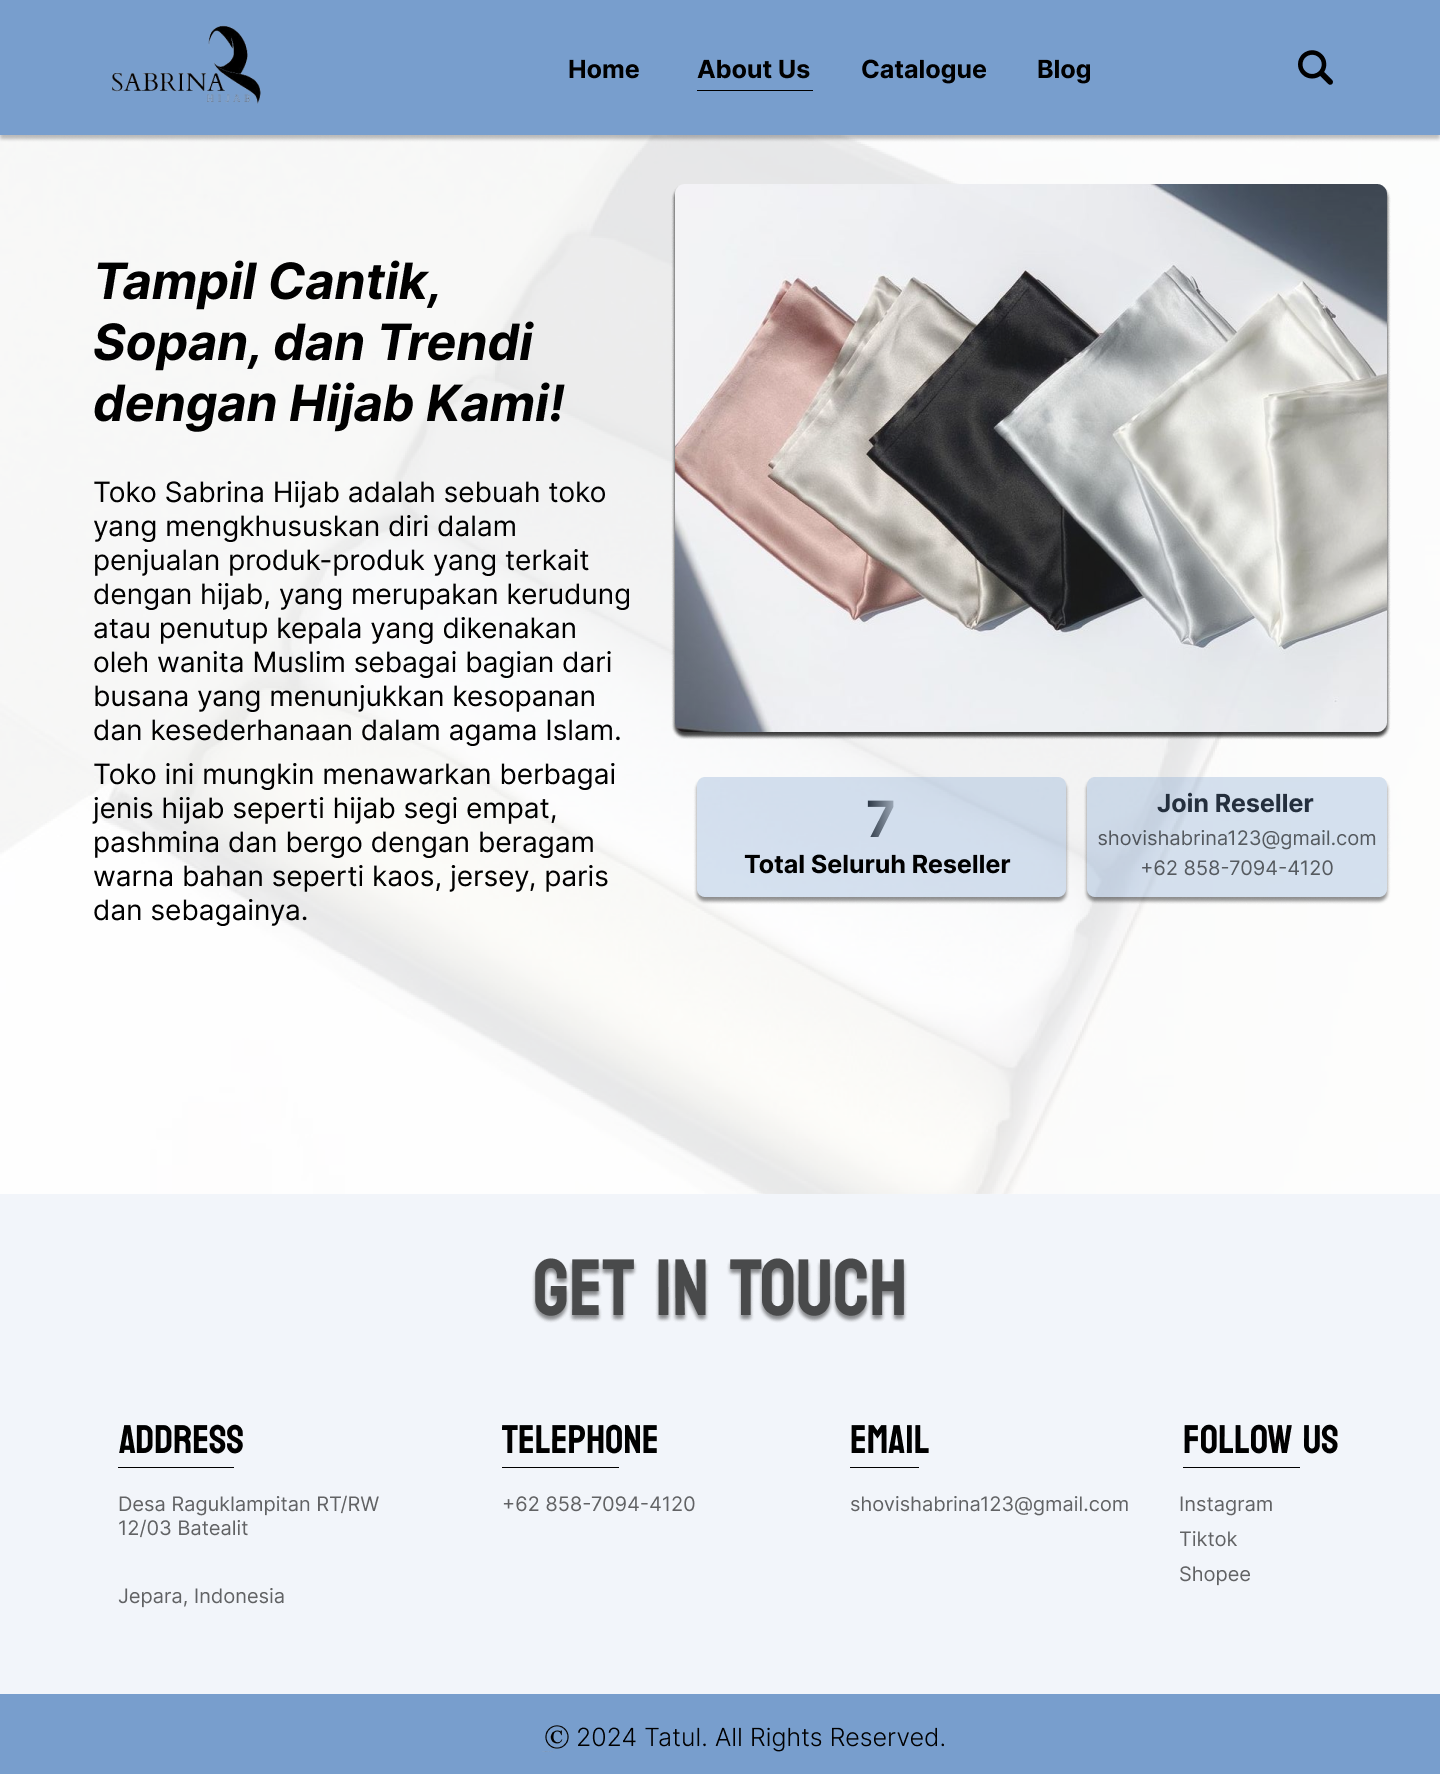 SABRINA
HIJAB
Home
About Us
Catalogue
Blog
Tampil Cantik,
Sopan, dan Trendi
dengan Hijab Kami!
Toko Sabrina Hijab adalah sebuah toko
yang mengkhususkan diri dalam
penjualan produk-produk yang terkait
dengan hijab, yang merupakan kerudung
atau penutup kepala yang dikenakan
oleh wanita Muslim sebagai bagian dari
busana yang menunjukkan kesopanan
dan kesederhanaan dalam agama Islam.
Toko ini mungkin menawarkan berbagai
jenis hijab seperti hijab segi empat,
pashmina dan bergo dengan beragam
warna bahan seperti kaos, jersey, paris
dan sebagainya.
7
Total Seluruh Reseller
Join Reseller
shovishabrina123@gmail.com
+62 858-7094-4120
GET IN TOUCH
ADDRESS
Desa Raguklampitan RT/RW
12/03 Batealit
Jepara, Indonesia
TELEPHONE
+62 858-7094-4120
EMAIL
shovishabrina123@gmail.com
FOLLOW US
Instagram
Tiktok
Shopee
© 2024 Tatul. All Rights Reserved.